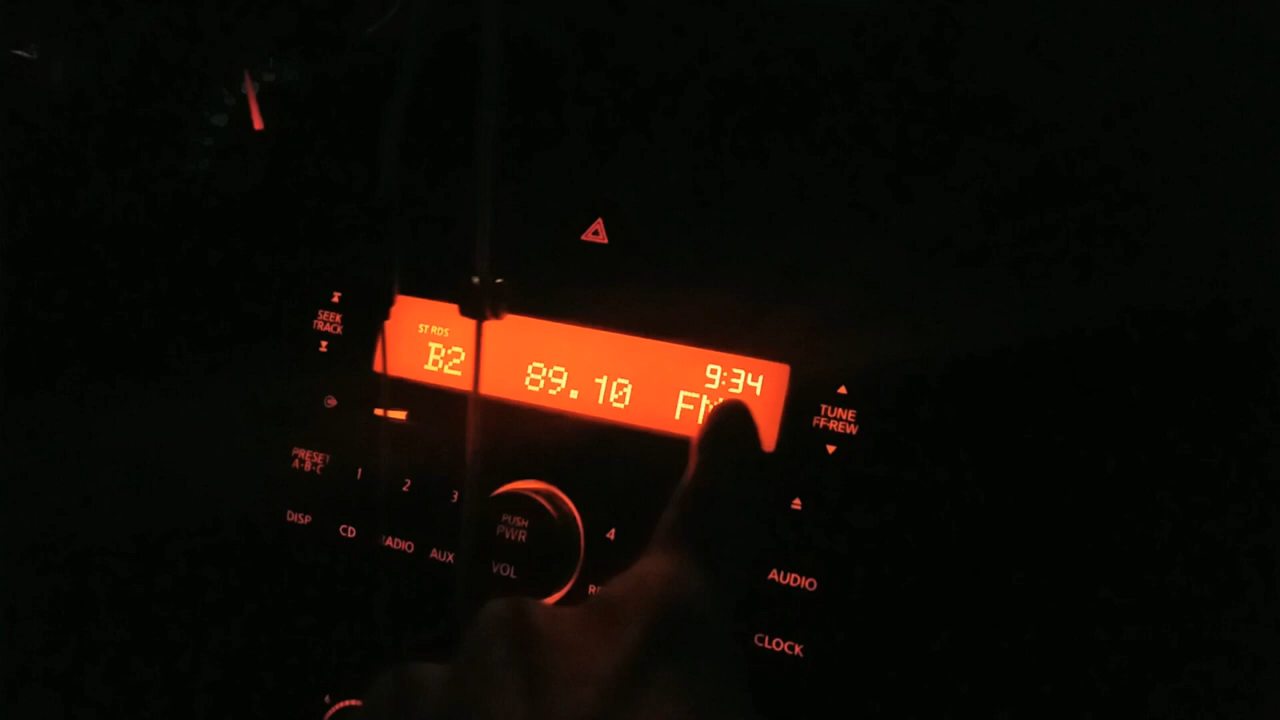 SEEK
TRACK
ST RDS
B2
89.10
9:34
FM
TUNE
FF·REW
PRESET
A·B·C
1
2
3
4
PUSH
PWR
VOL
DISP
CD
RADIO
AUX
AUDIO
CLOCK